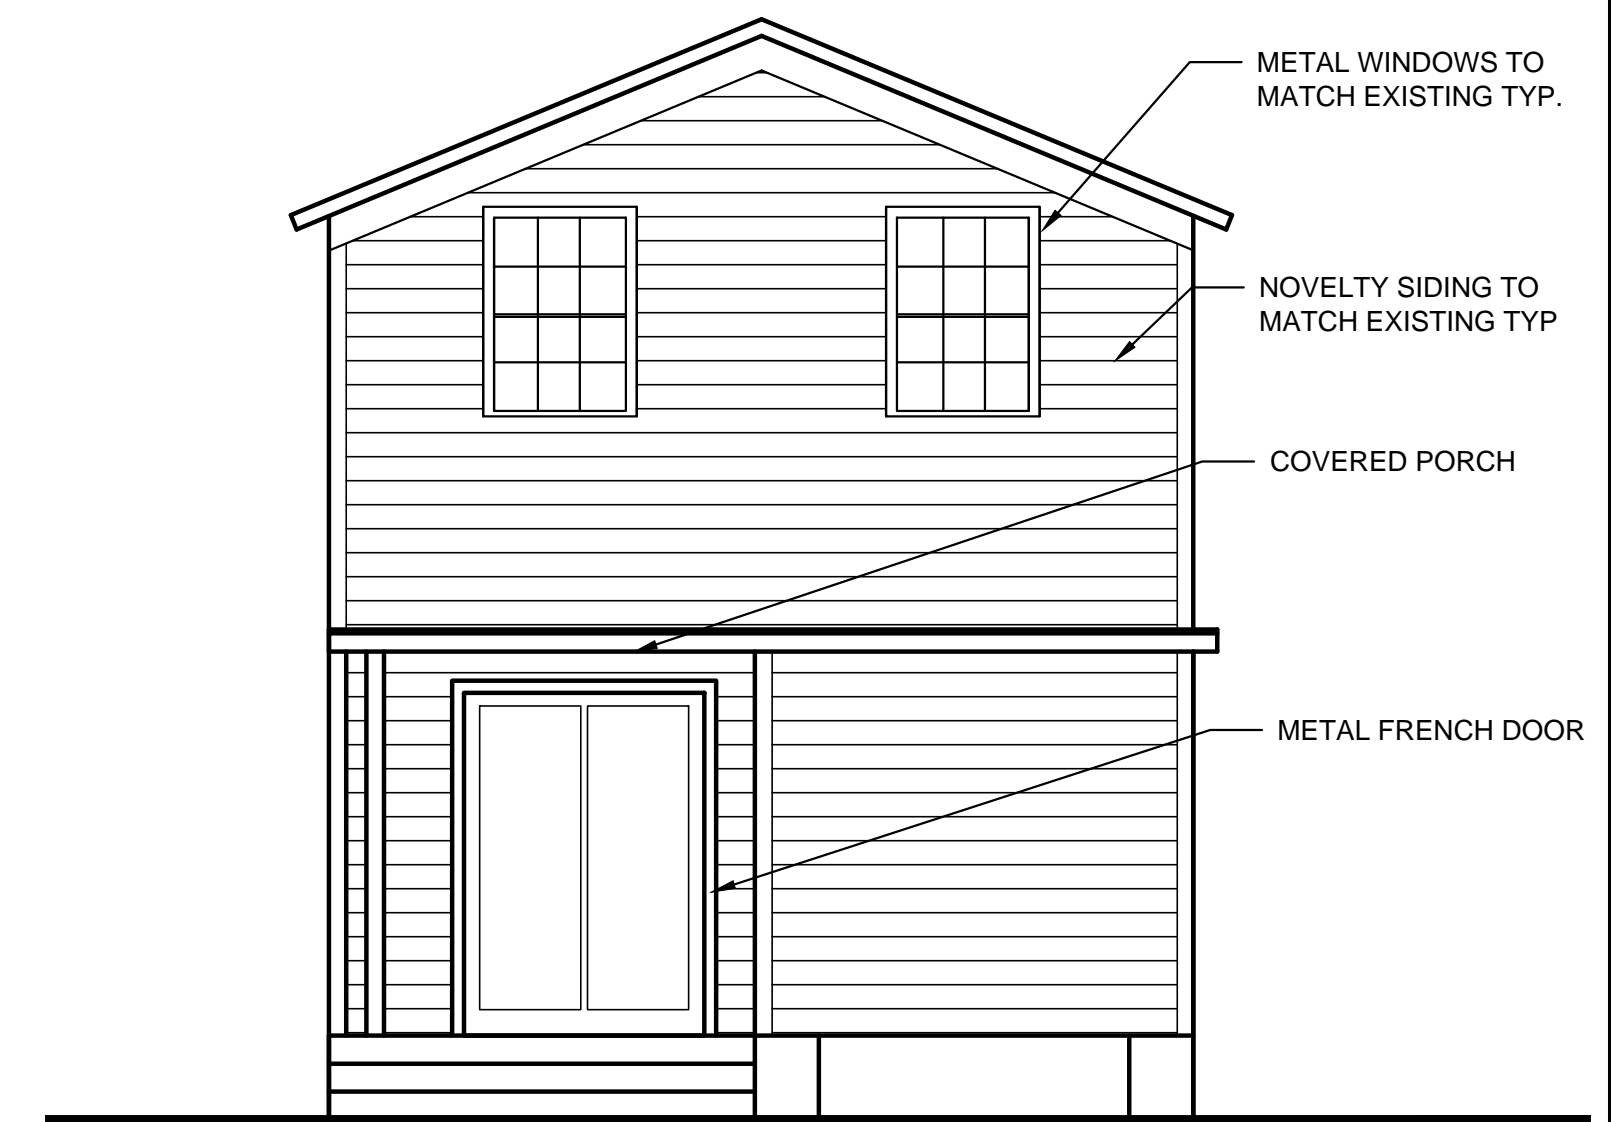 METAL WINDOWS TO
MATCH EXISTING TYP.
NOVELTY SIDING TO
MATCH EXISTING TYP
COVERED PORCH
METAL FRENCH DOOR